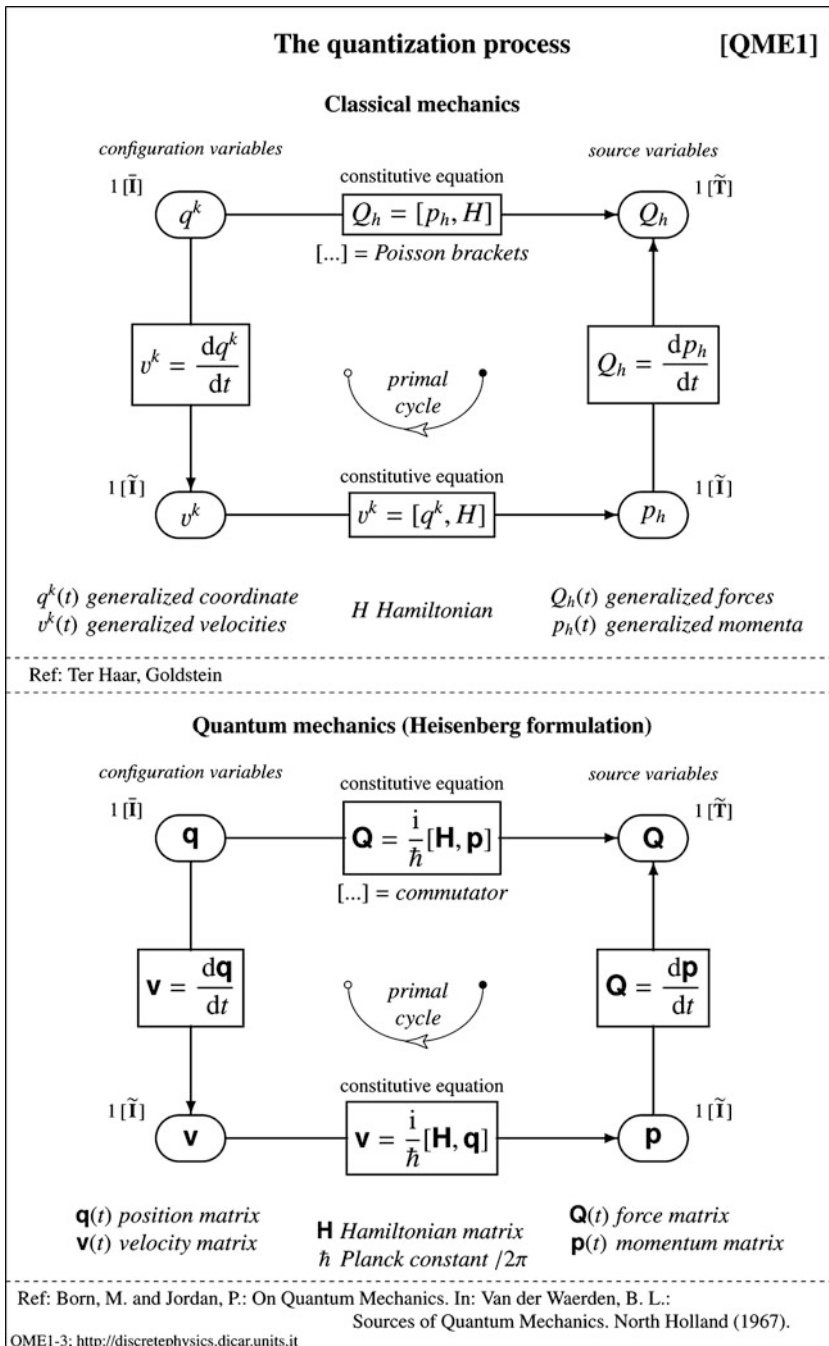 The quantization process [QME1]
Classical mechanics
configuration variables source variables
constitutive equation
1 [Ī] q^k Q_h = [p_h, H] Q_h 1 [T̃]
[...] = Poisson brackets
v^k = dq^k/dt primal cycle Q_h = dp_h/dt
constitutive equation
1 [Ĩ] v^k v^k = [q^k, H] p_h 1 [Ĩ]
q^k(t) generalized coordinate H Hamiltonian Q_h(t) generalized forces
v^k(t) generalized velocities p_h(t) generalized momenta
Ref: Ter Haar, Goldstein
Quantum mechanics (Heisenberg formulation)
configuration variables constitutive equation source variables
1 [Ī] q Q = i/ħ [H, p] Q 1 [T̃]
[...] = commutator
v = dq/dt primal cycle Q = dp/dt
constitutive equation
1 [Ĩ] v v = i/ħ [H, q] p 1 [Ĩ]
q(t) position matrix H Hamiltonian matrix Q(t) force matrix
v(t) velocity matrix ħ Planck constant /2π p(t) momentum matrix
Ref: Born, M. and Jordan, P.: On Quantum Mechanics. In: Van der Waerden, B. L.:
Sources of Quantum Mechanics. North Holland (1967).
QME1-3; http://discretephysics.dicar.units.it